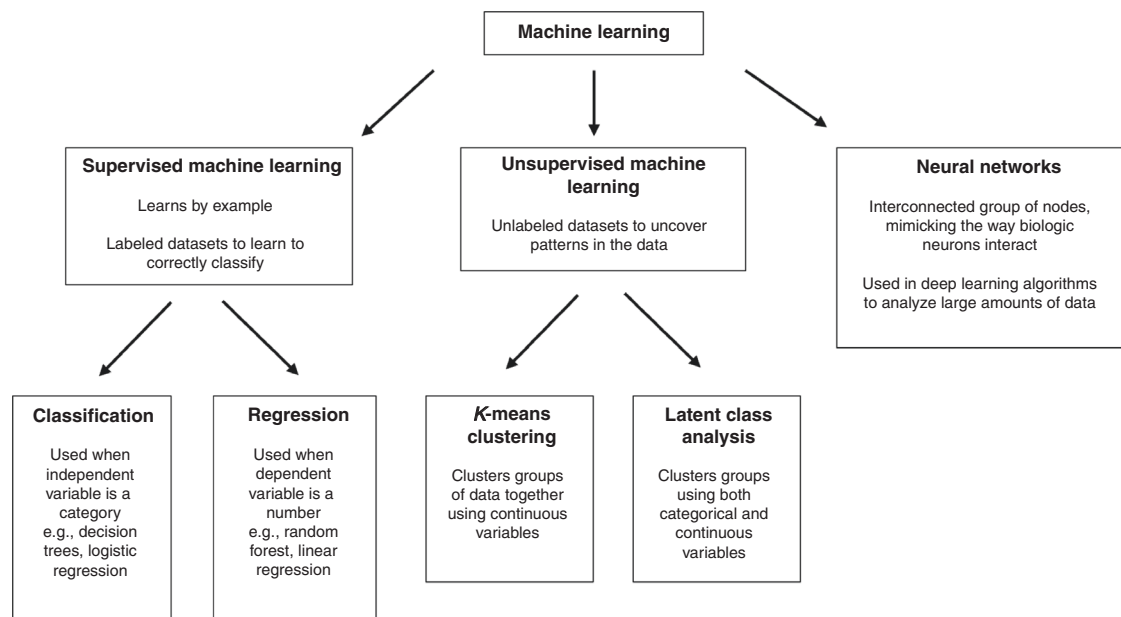 Machine learning
Supervised machine learning
Learns by example
Labeled datasets to learn to
correctly classify
Unsupervised machine
learning
Unlabeled datasets to uncover
patterns in the data
Neural networks
Interconnected group of nodes,
mimicking the way biologic
neurons interact
Used in deep learning algorithms
to analyze large amounts of data
Classification
Used when
independent
variable is a
category
e.g., decision
trees, logistic
regression
Regression
Used when
dependent
variable is a
number
e.g., random
forest, linear
regression
K-means
clustering
Clusters groups
of data together
using continuous
variables
Latent class
analysis
Clusters groups
using both
categorical and
continuous
variables